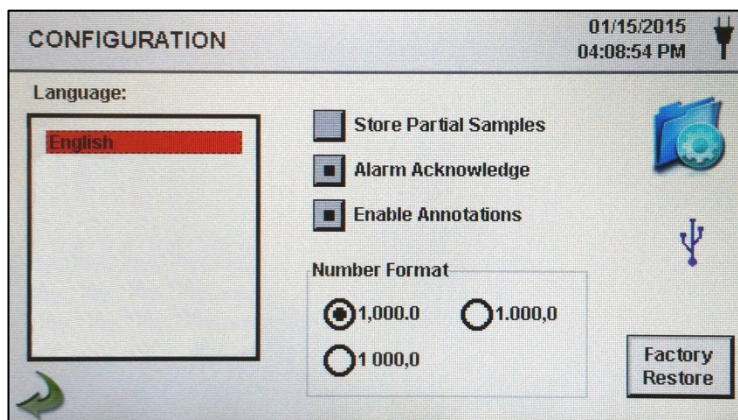 CONFIGURATION
01/15/2015
04:08:54 PM
Language:
English
Store Partial Samples
Alarm Acknowledge
Enable Annotations
Number Format
1,000.0
1.000,0
1 000,0
Factory
Restore